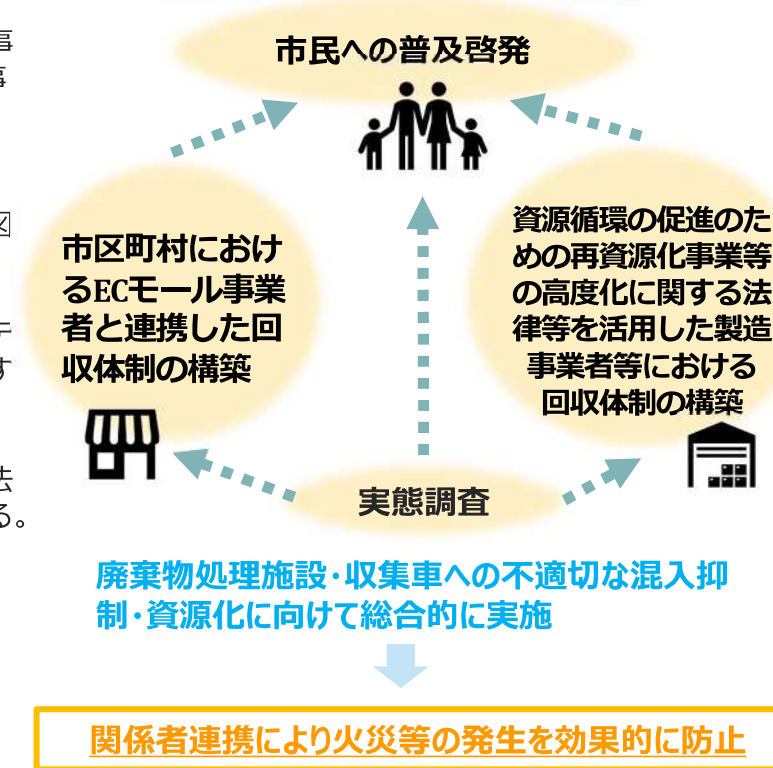 事
事
図
テ
す
法
る。
市民への普及啓発
市区町村におけ
るECモール事業
者と連携した回
収体制の構築
資源循環の促進のた
めの再資源化事業等
の高度化に関する法
律等を活用した製造
事業者等における
回収体制の構築
実態調査
廃棄物処理施設・収集車への不適切な混入抑
制・資源化に向けて総合的に実施
関係者連携により火災等の発生を効果的に防止